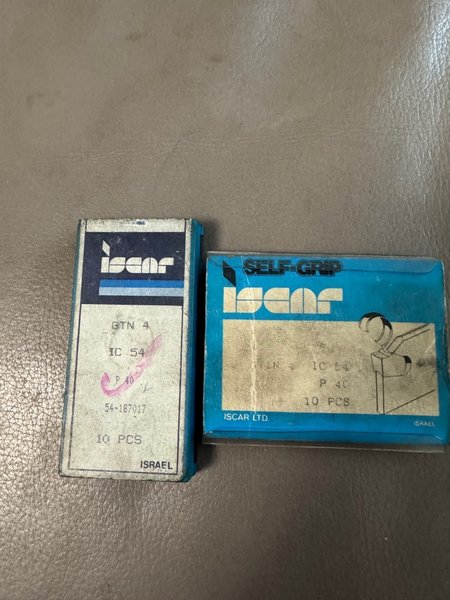 iscar
GTN 4
IC 54
P 40
54-187017
10 PCS
ISRAEL
SELF-GRIP
iscar
IC 54
P 40
10 PCS
ISCAR LTD.
ISRAEL